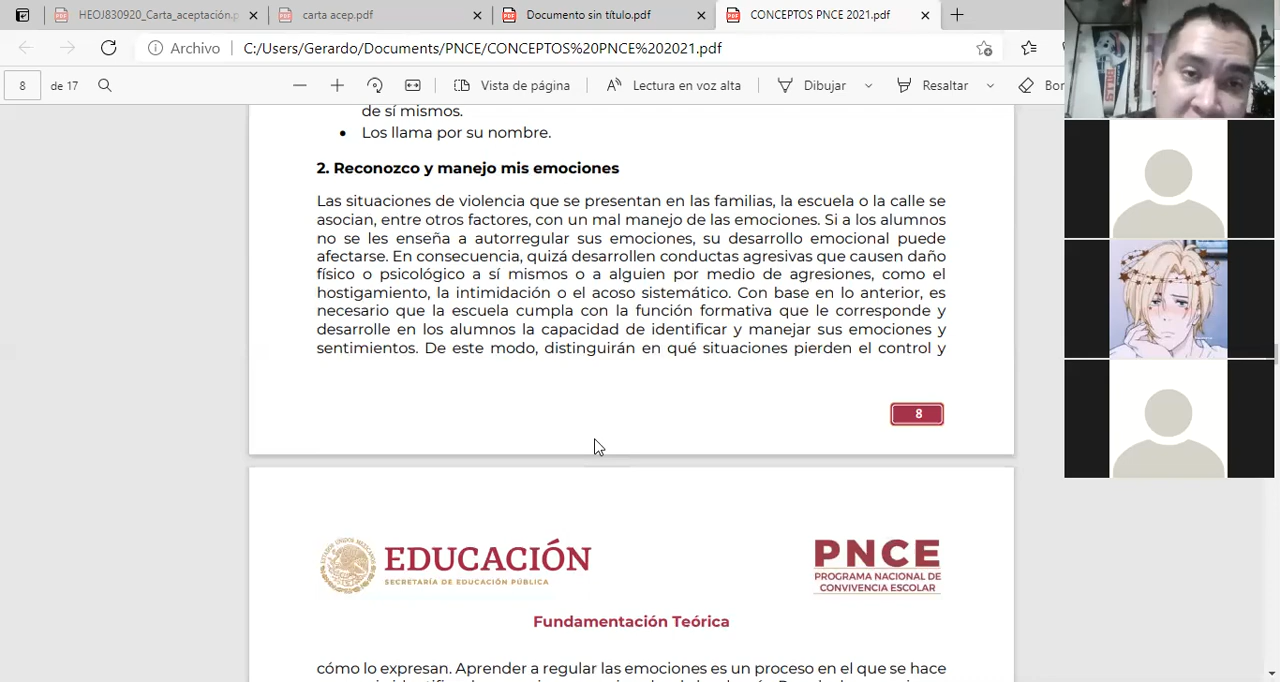 HEOJ830920_Carta_aceptación.p
carta acep.pdf
Documento sin título.pdf
CONCEPTOS PNCE 2021.pdf
Archivo
C:/Users/Gerardo/Documents/PNCE/CONCEPTOS%20PNCE%202021.pdf
8 de 17
Vista de página
Lectura en voz alta
Dibujar
Resaltar
Bor
de sí mismos.
• Los llama por su nombre.
2. Reconozco y manejo mis emociones
Las situaciones de violencia que se presentan en las familias, la escuela o la calle se
asocian, entre otros factores, con un mal manejo de las emociones. Si a los alumnos
no se les enseña a autorregular sus emociones, su desarrollo emocional puede
afectarse. En consecuencia, quizá desarrollen conductas agresivas que causen daño
físico o psicológico a sí mismos o a alguien por medio de agresiones, como el
hostigamiento, la intimidación o el acoso sistemático. Con base en lo anterior, es
necesario que la escuela cumpla con la función formativa que le corresponde y
desarrolle en los alumnos la capacidad de identificar y manejar sus emociones y
sentimientos. De este modo, distinguirán en qué situaciones pierden el control y
8
EDUCACIÓN
SECRETARÍA DE EDUCACIÓN PÚBLICA
PNCE
PROGRAMA NACIONAL DE
CONVIVENCIA ESCOLAR
Fundamentación Teórica
cómo lo expresan. Aprender a regular las emociones es un proceso en el que se hace